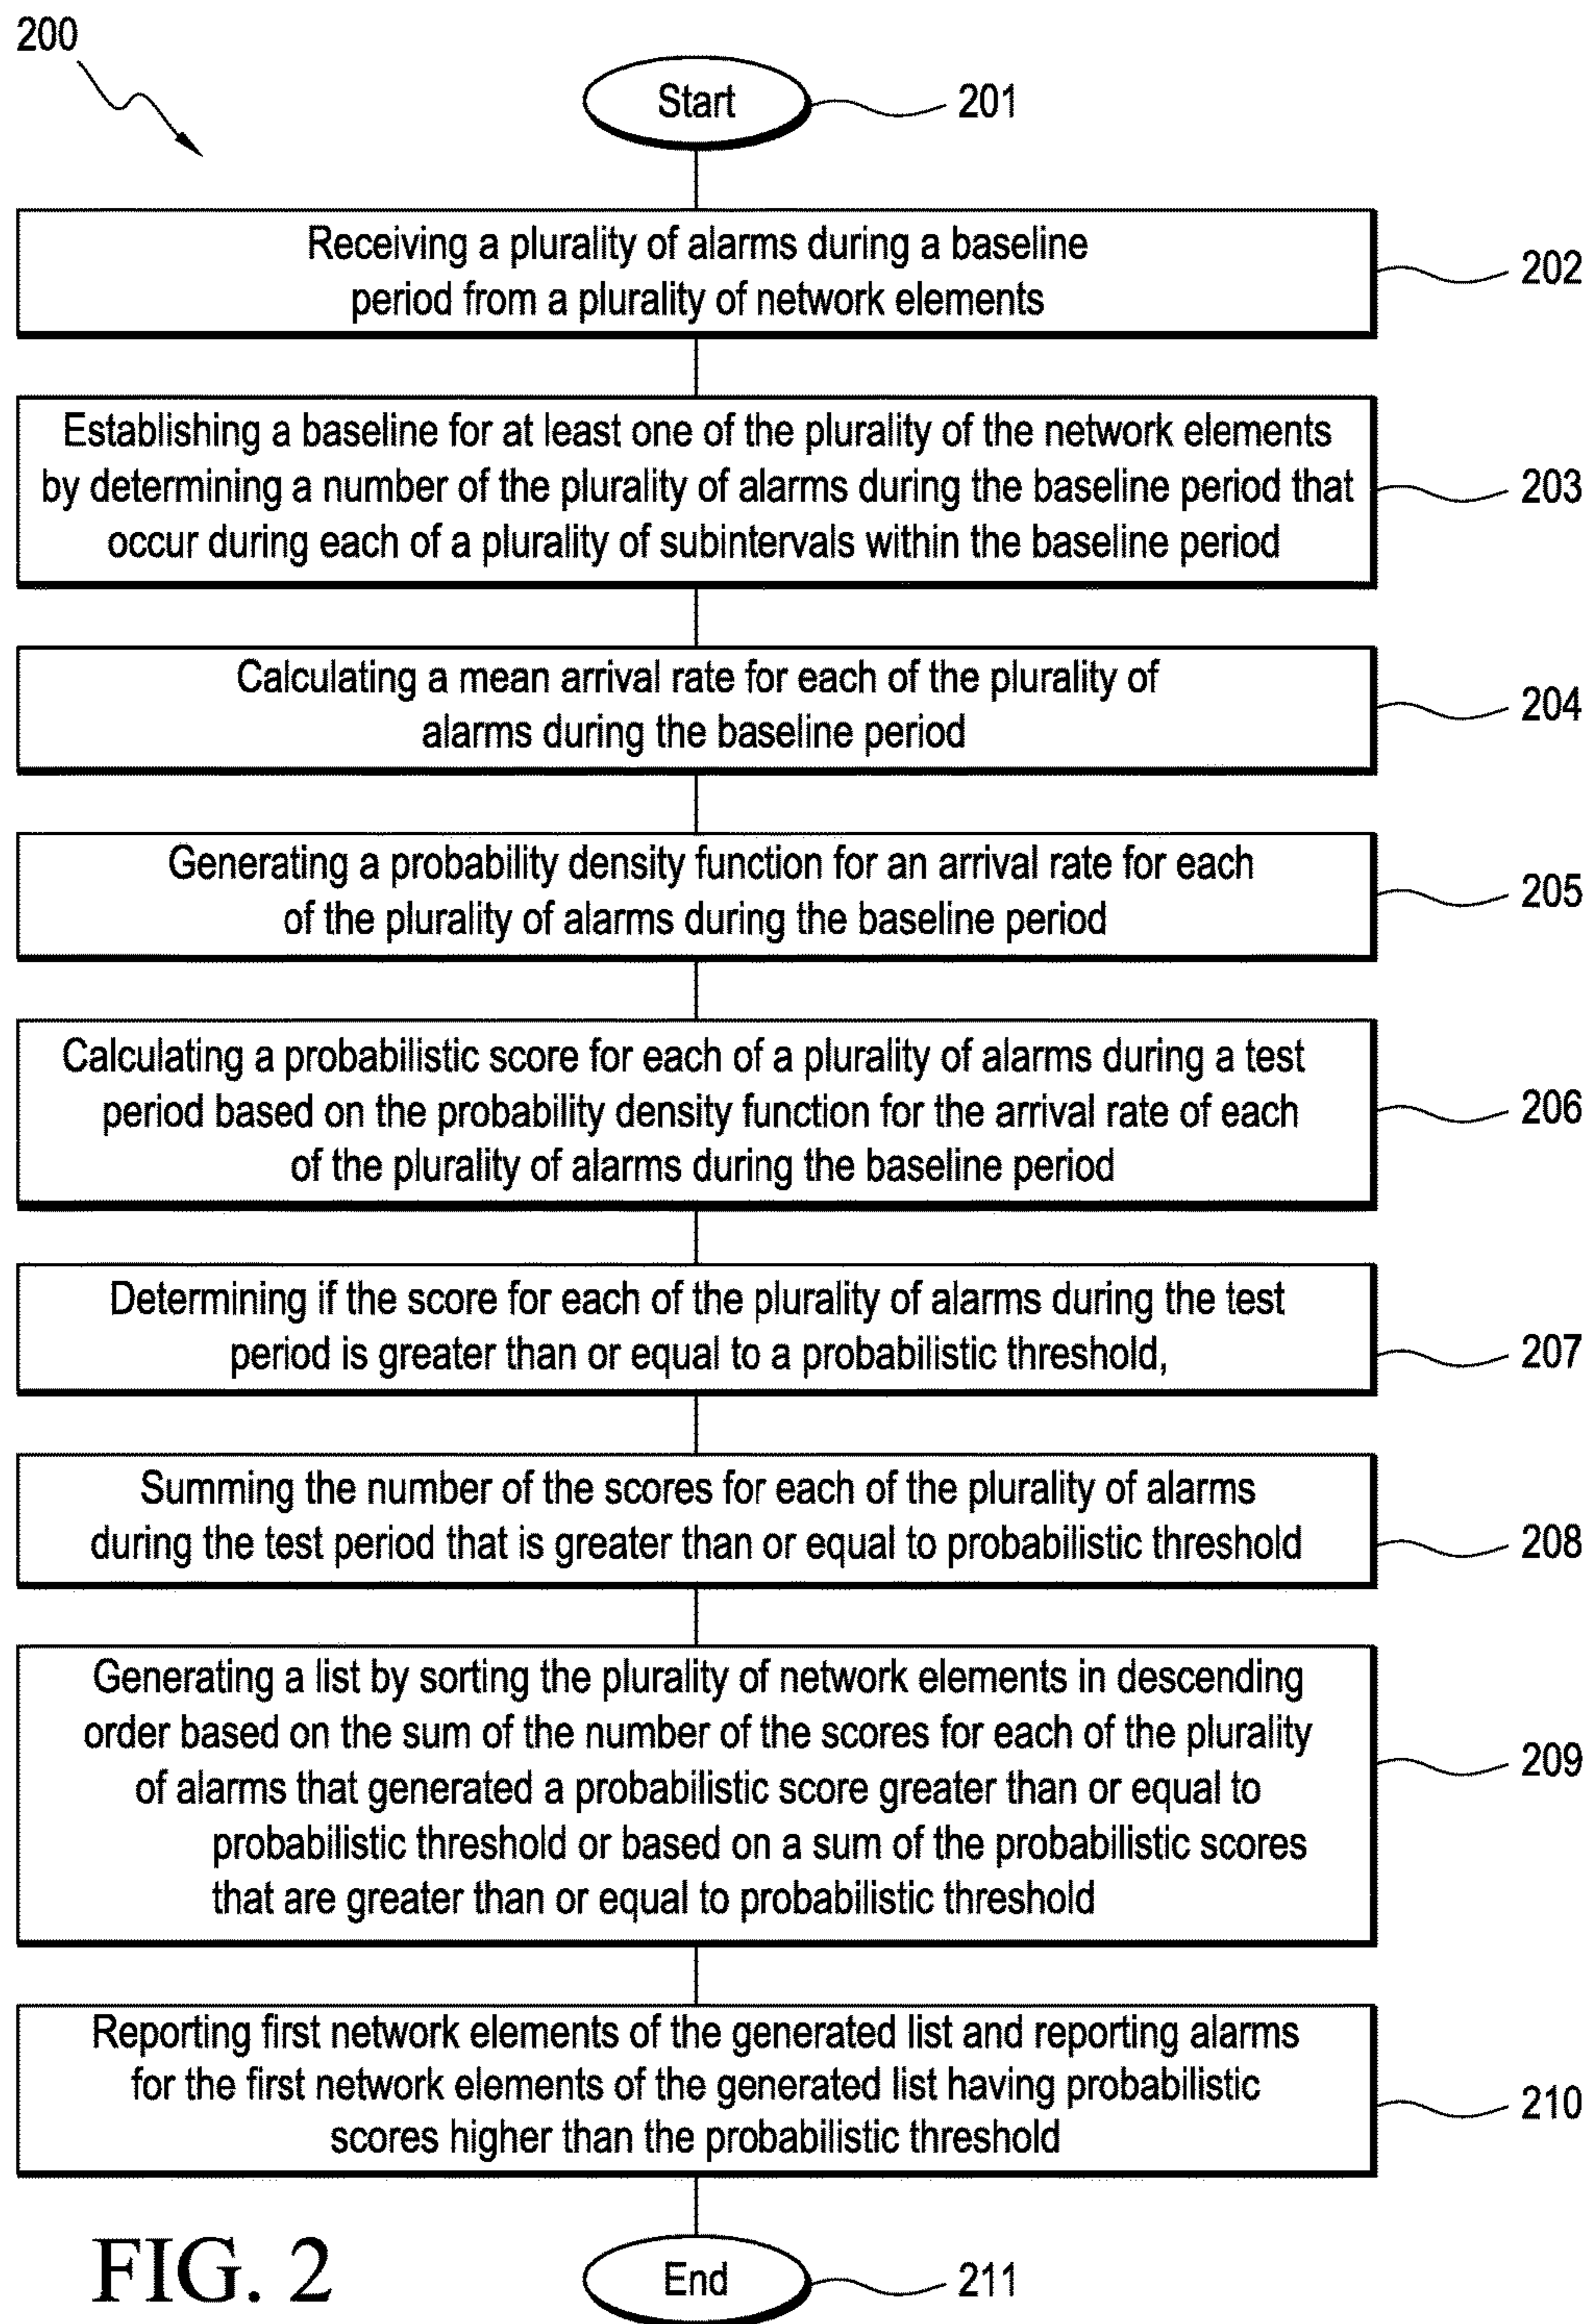 200
Start
201
Receiving a plurality of alarms during a baseline
period from a plurality of network elements
202
Establishing a baseline for at least one of the plurality of the network elements
by determining a number of the plurality of alarms during the baseline period that
occur during each of a plurality of subintervals within the baseline period
203
Calculating a mean arrival rate for each of the plurality of
alarms during the baseline period
204
Generating a probability density function for an arrival rate for each
of the plurality of alarms during the baseline period
205
Calculating a probabilistic score for each of a plurality of alarms during a test
period based on the probability density function for the arrival rate of each
of the plurality of alarms during the baseline period
206
Determining if the score for each of the plurality of alarms during the test
period is greater than or equal to a probabilistic threshold,
207
Summing the number of the scores for each of the plurality of alarms
during the test period that is greater than or equal to probabilistic threshold
208
Generating a list by sorting the plurality of network elements in descending
order based on the sum of the number of the scores for each of the plurality
of alarms that generated a probabilistic score greater than or equal to
probabilistic threshold or based on a sum of the probabilistic scores
that are greater than or equal to probabilistic threshold
209
Reporting first network elements of the generated list and reporting alarms
for the first network elements of the generated list having probabilistic
scores higher than the probabilistic threshold
210
End
211
FIG. 2